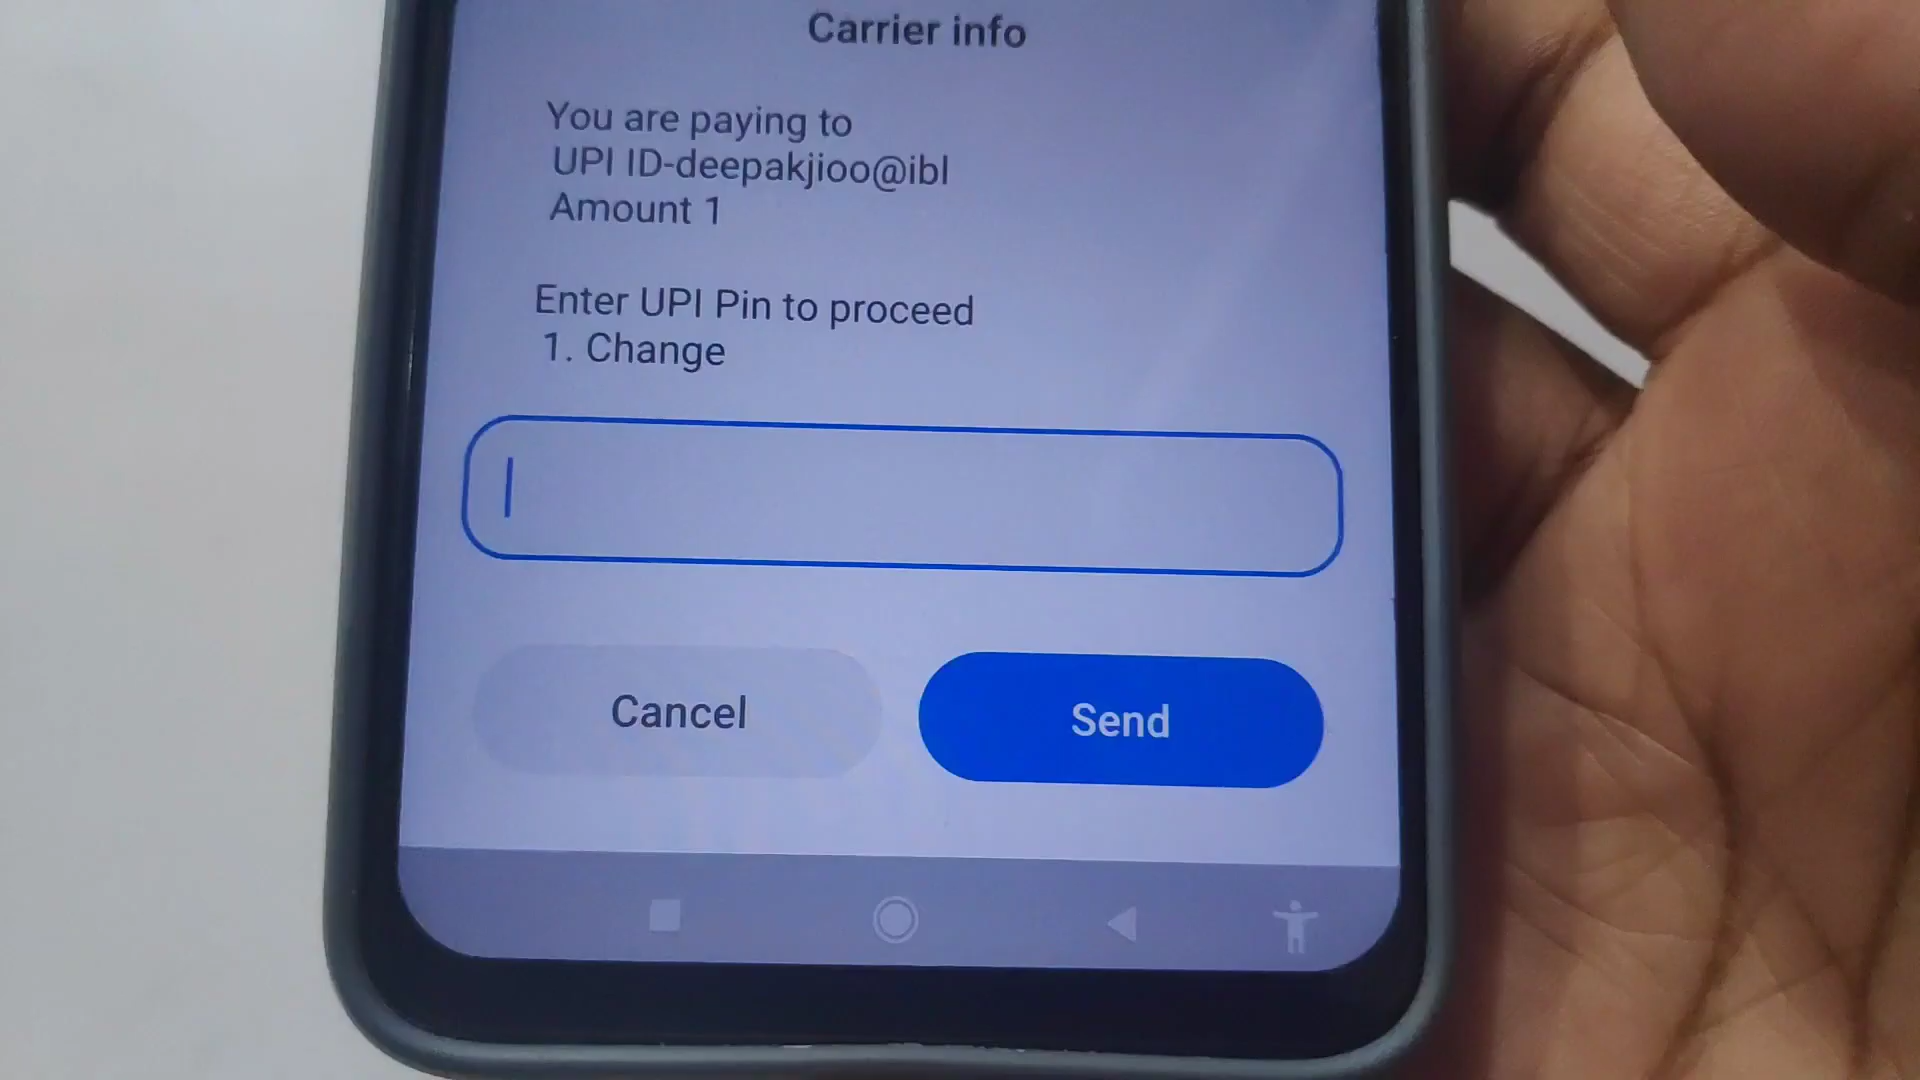 Carrier info
You are paying to
UPI ID-deepakjioo@ibl
Amount 1
Enter UPI Pin to proceed
1. Change
Cancel
Send